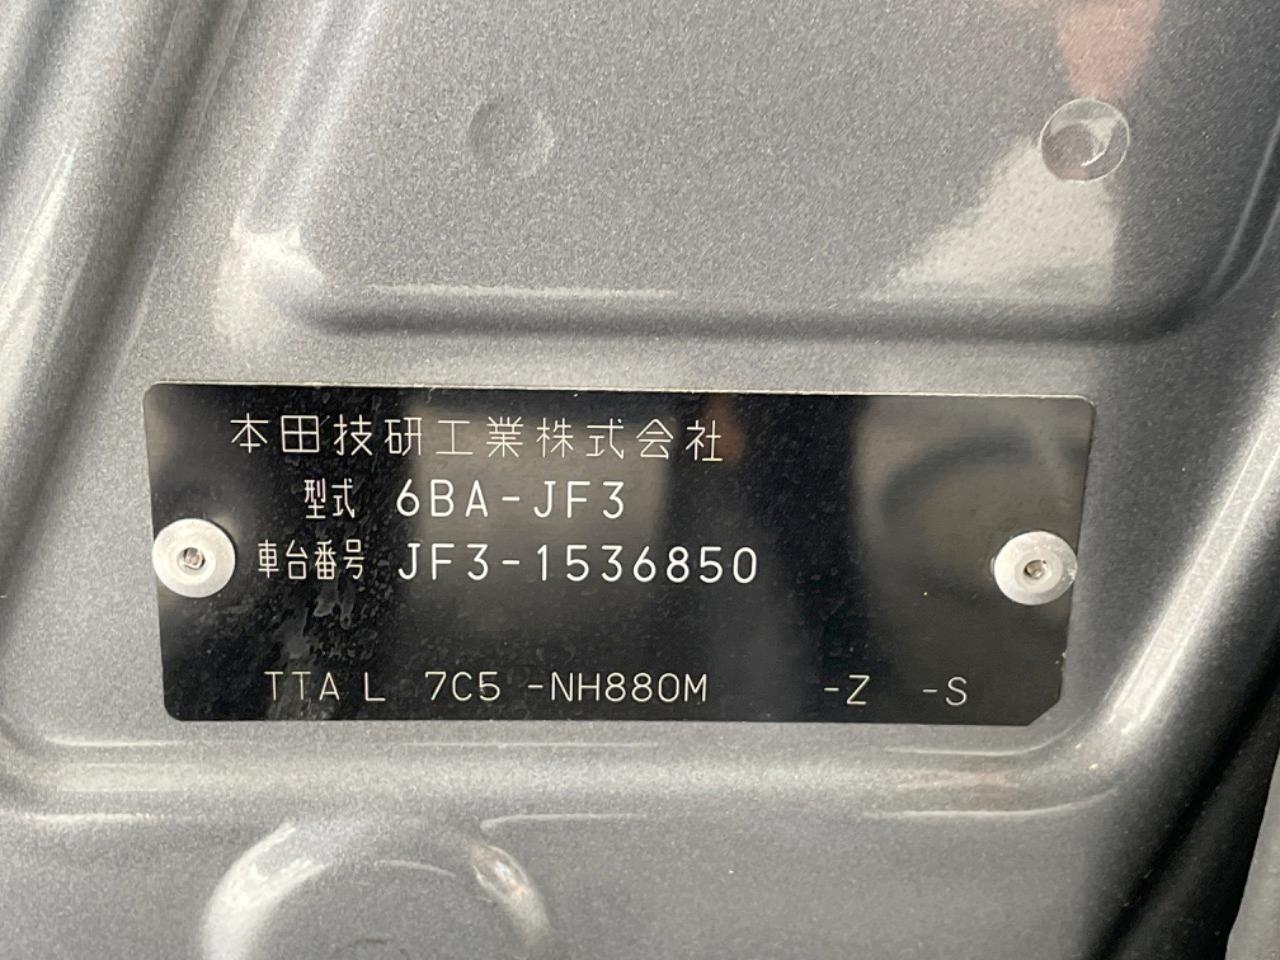 本田技研工業株式会社
型式 6BA-JF3
車台番号 JF3-1536850
TTA L 7C5 -NH880M -Z -S